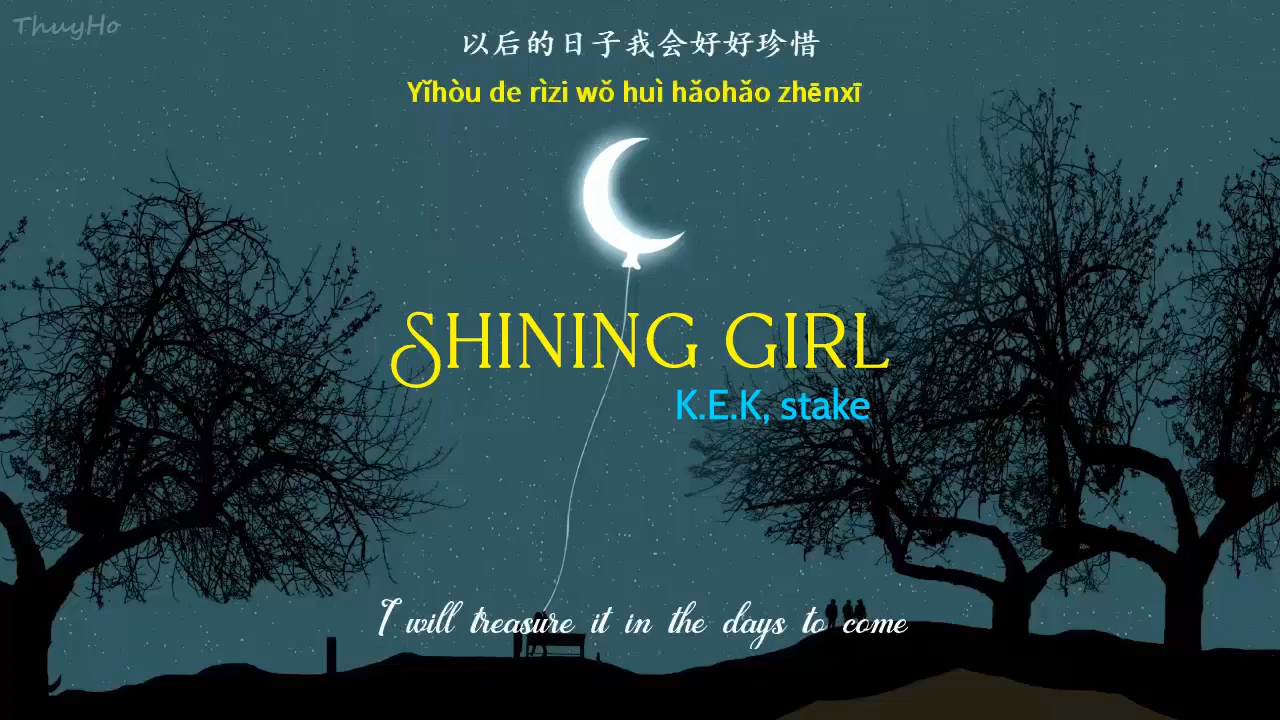 ThuyHo
以后的日子我会好好珍惜
Yǐhòu de rìzi wǒ huì hǎohǎo zhēnxī
SHINING GIRL
K.E.K, stake
I will treasure it in the days to come